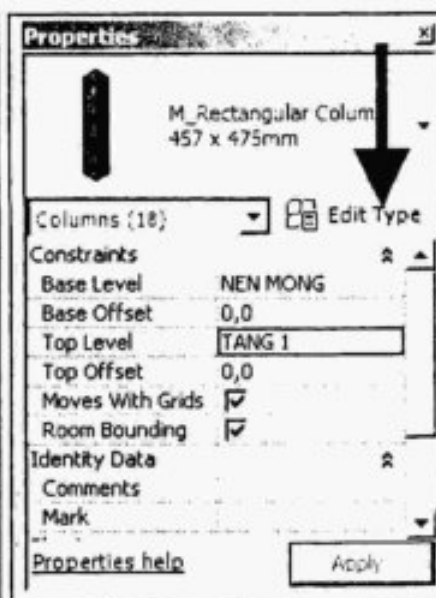 Properties
M_Rectangular Colum
457 x 475mm
Columns (18)
Edit Type
Constraints
Base Level NEN MONG
Base Offset 0,0
Top Level TANG 1
Top Offset 0,0
Moves With Grids
Room Bounding
Identity Data
Comments
Mark
Properties help
Apply